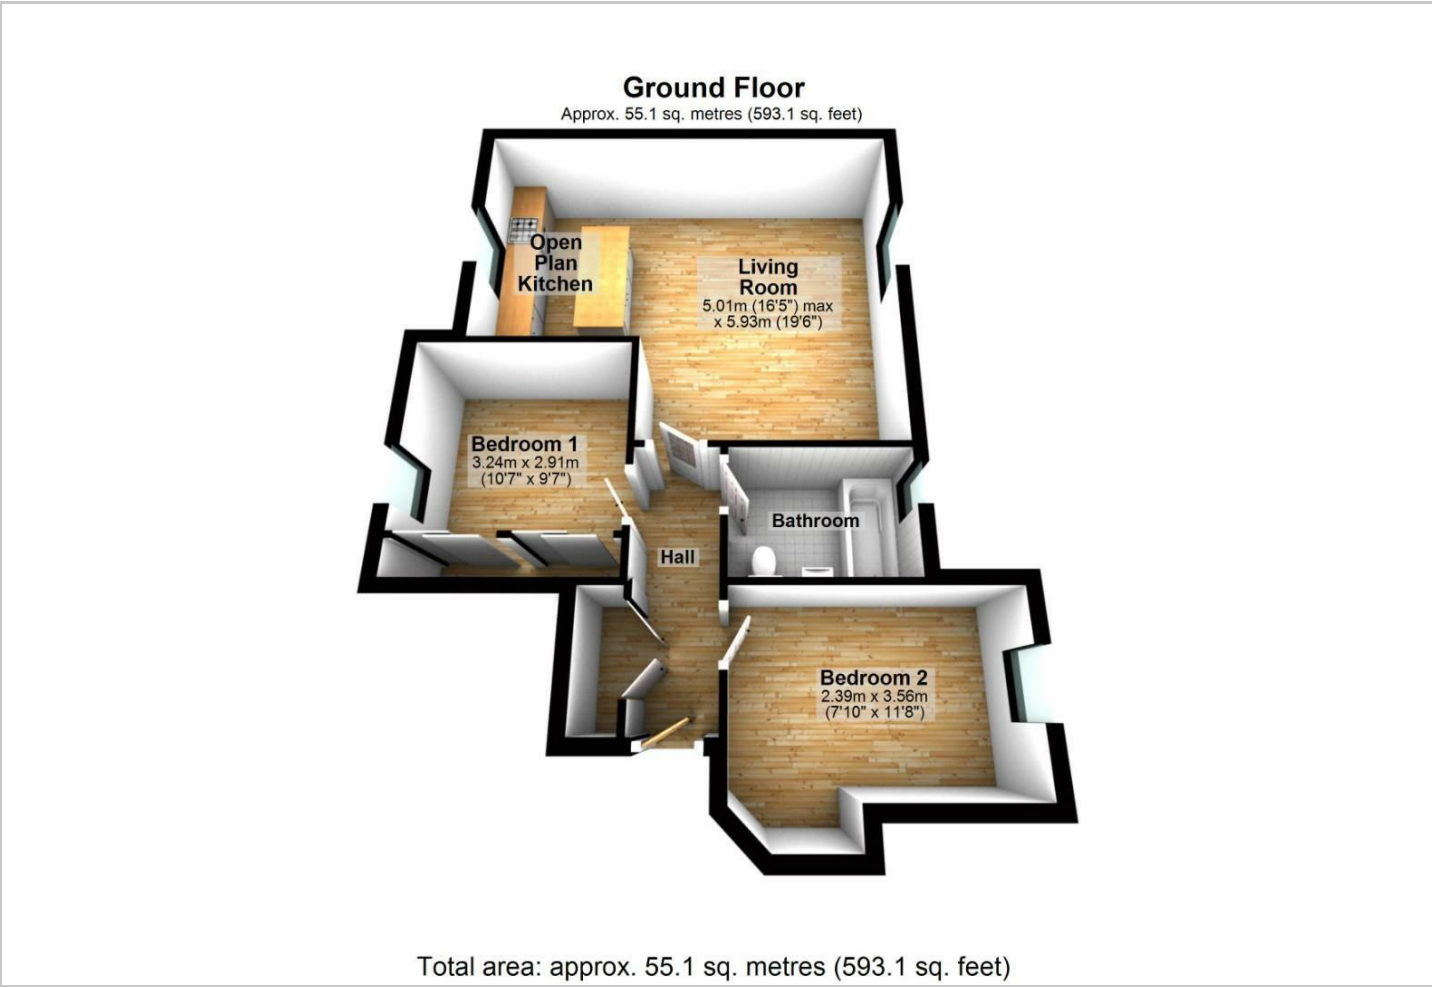 Ground Floor
Approx. 55.1 sq. metres (593.1 sq. feet)
Open
Plan
Kitchen
Living
Room
5.01m (16'5") max
x 5.93m (19'6")
Bedroom 1
3.24m x 2.91m
(10'7" x 9'7")
Bathroom
Hall
Bedroom 2
2.39m x 3.56m
(7'10" x 11'8")
Total area: approx. 55.1 sq. metres (593.1 sq. feet)